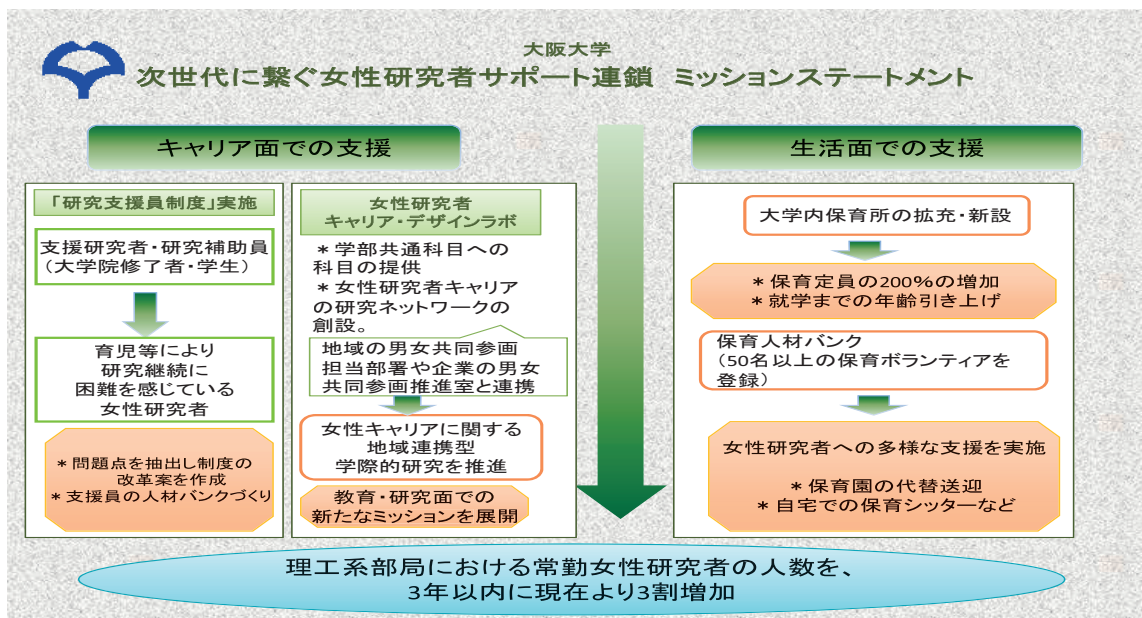 大阪大学
次世代に繋ぐ女性研究者サポート連鎖 ミッションステートメント
キャリア面での支援
「研究支援員制度」実施
支援研究者・研究補助員
（大学院修了者・学生）
育児等により
研究継続に
困難を感じている
女性研究者
＊問題点を抽出し制度の
改革案を作成
＊支援員の人材バンクづくり
女性研究者
キャリア・デザインラボ
＊学部共通科目への
科目の提供
＊女性研究者キャリア
の研究ネットワークの
創設。
地域の男女共同参画
担当部署や企業の男女
共同参画推進室と連携
女性キャリアに関する
地域連携型
学際的研究を推進
教育・研究面での
新たなミッションを展開
生活面での支援
大学内保育所の拡充・新設
＊保育定員の200％の増加
＊就学までの年齢引き上げ
保育人材バンク
（50名以上の保育ボランティアを
登録）
女性研究者への多様な支援を実施
＊保育園の代替送迎
＊自宅での保育シッターなど
理工系部局における常勤女性研究者の人数を、
3年以内に現在より3割増加